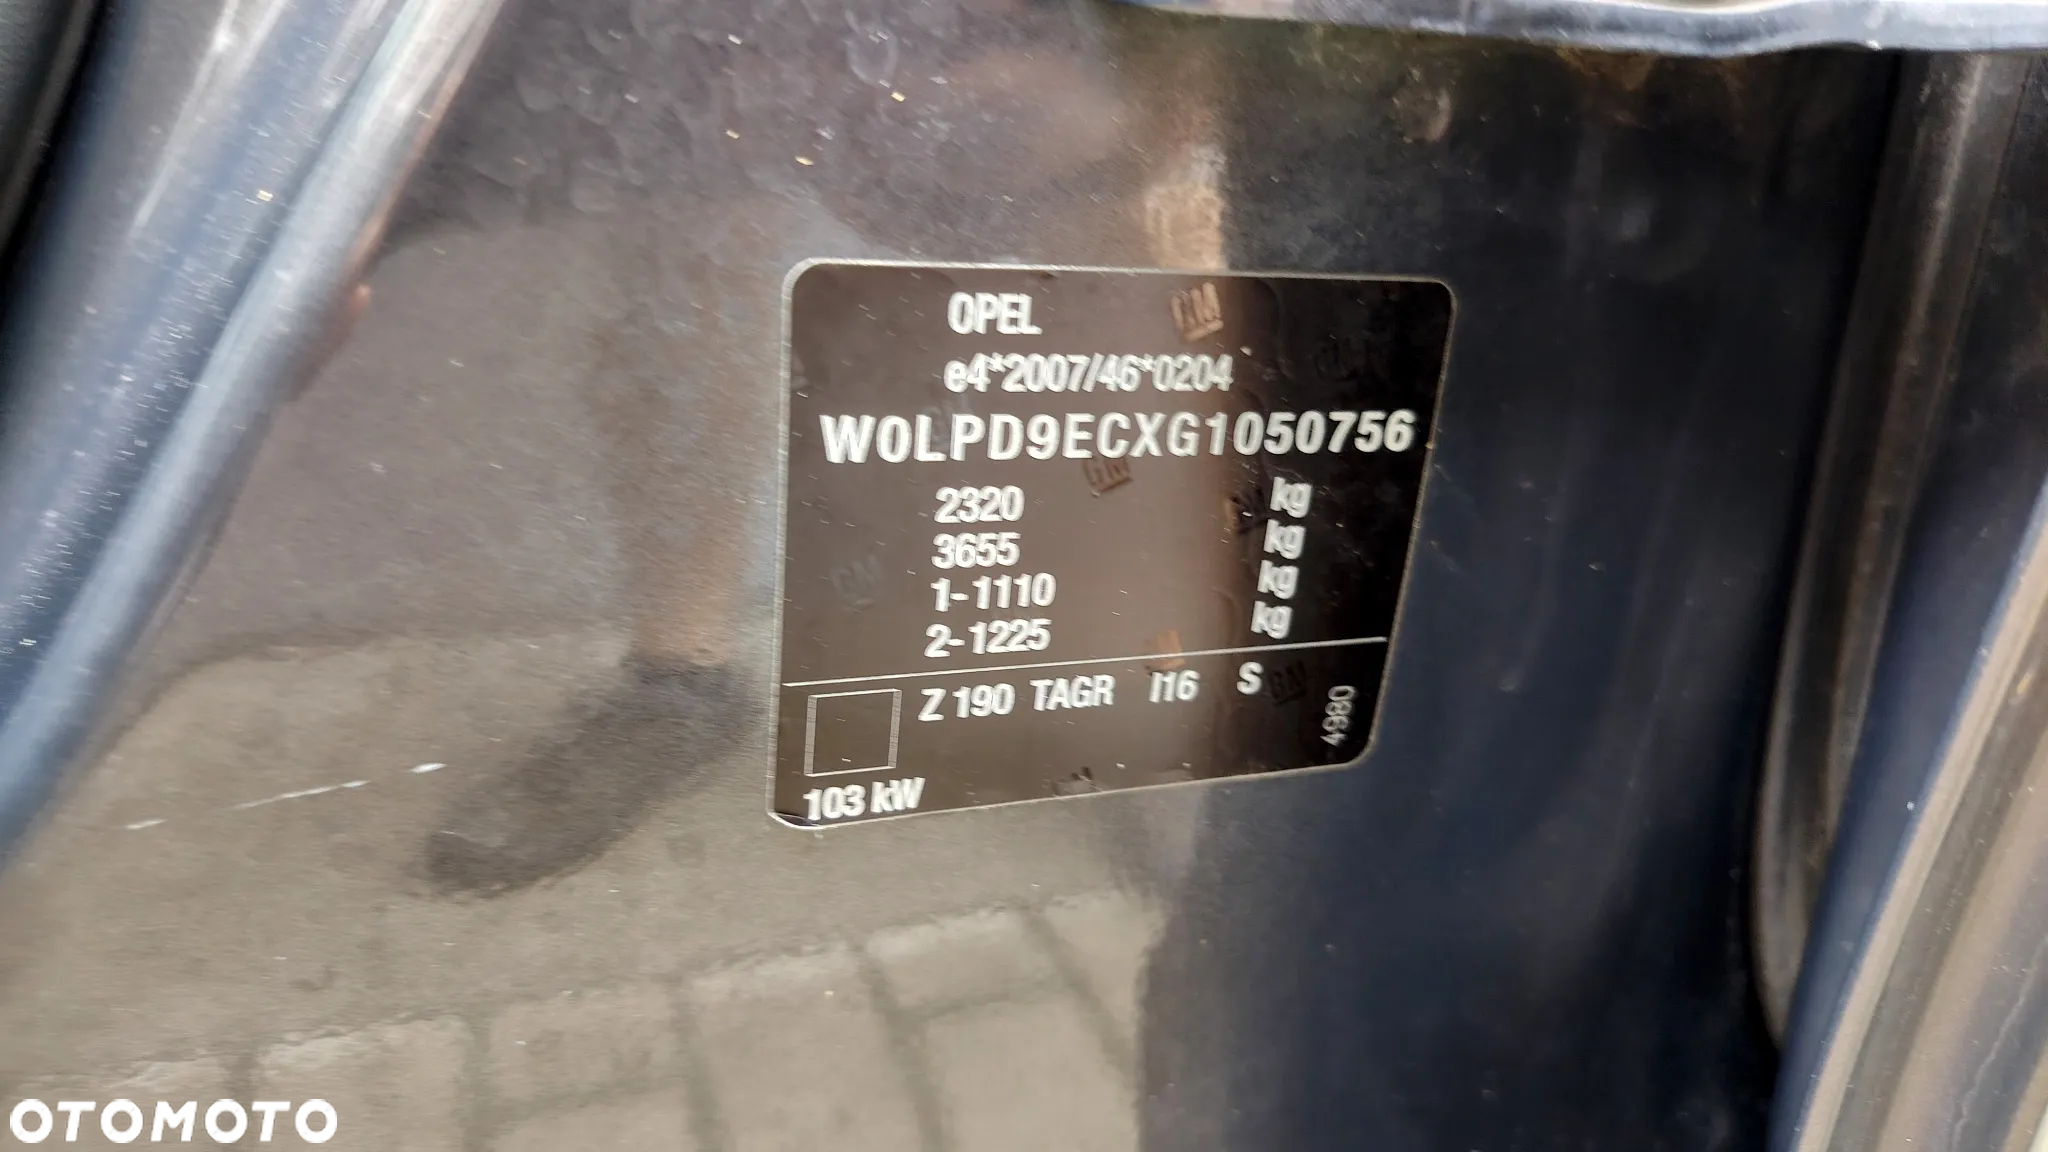 OPEL
e4*2007/46*0204
W0LPD9ECXG1050756
2320 kg
3655 kg
1-1110 kg
2-1225 kg
Z 190 TAGR I16 S
4980
103 kW
OTOMOTO